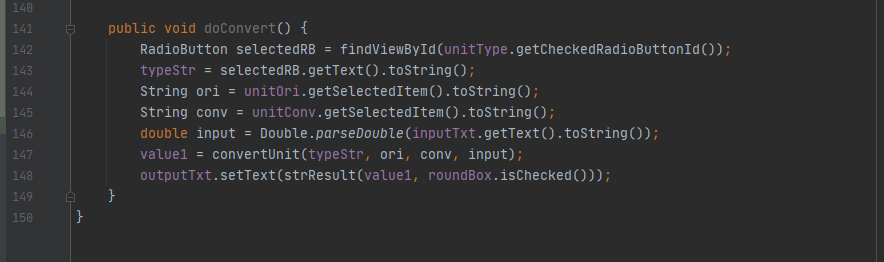 140
141 public void doConvert() {
142 RadioButton selectedRB = findViewById(unitType.getCheckedRadioButtonId());
143 typeStr = selectedRB.getText().toString();
144 String ori = unitOri.getSelectedItem().toString();
145 String conv = unitConv.getSelectedItem().toString();
146 double input = Double.parseDouble(inputTxt.getText().toString());
147 value1 = convertUnit(typeStr, ori, conv, input);
148 outputTxt.setText(strResult(value1, roundBox.isChecked()));
149 }
150 }